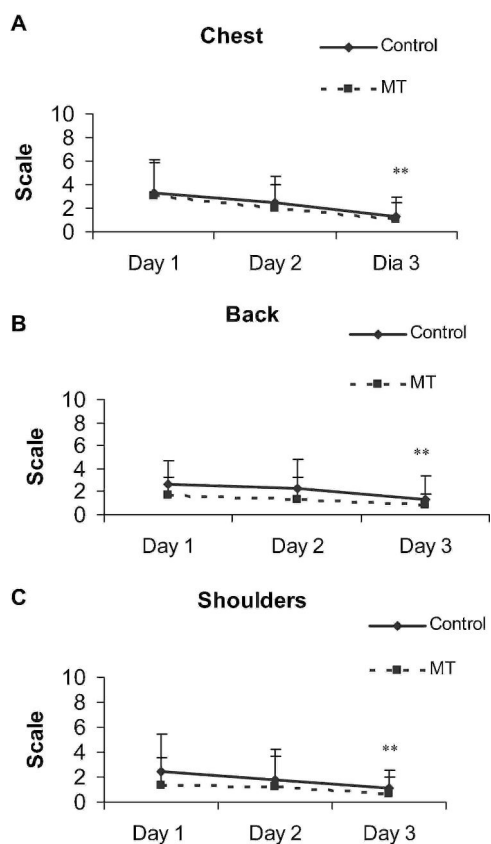 A
Chest
Control
MT
Scale
10
8
6
4
2
0
**
Day 1 Day 2 Dia 3
B
Back
Control
MT
Scale
10
8
6
4
2
0
**
Day 1 Day 2 Day 3
C
Shoulders
Control
MT
Scale
10
8
6
4
2
0
**
Day 1 Day 2 Day 3